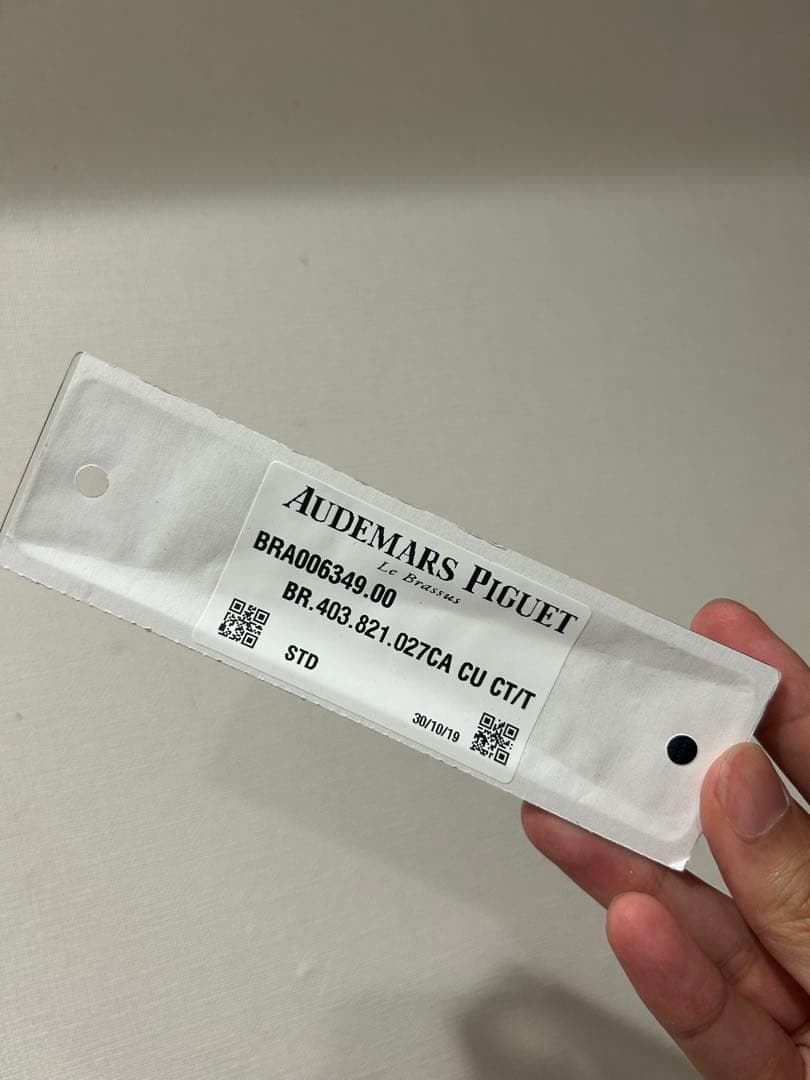 AUDEMARS PIGUET
Le Brassus
BRA006349.00
BR.403.821.027CA CU CT/T
STD
30/10/19